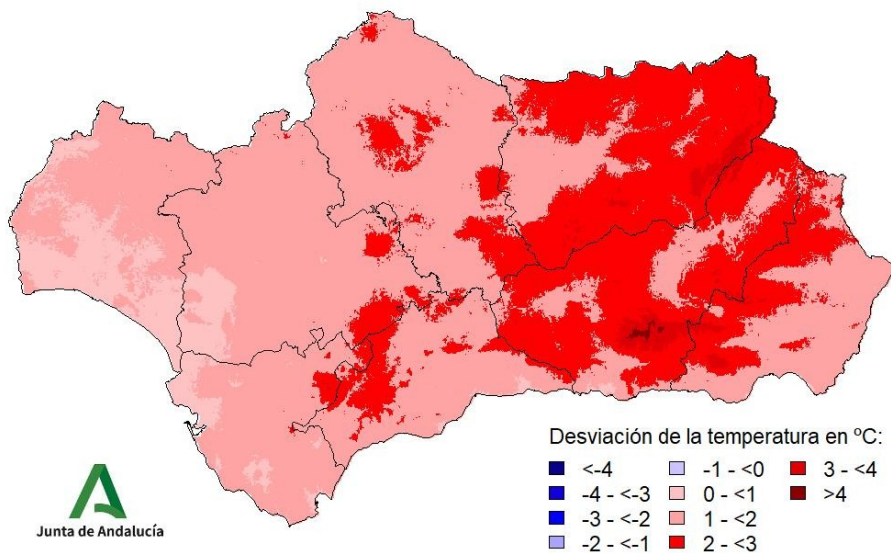 Desviación de la temperatura en ºC:
<-4 -1 - <0 3 - <4
-4 - <-3 0 - <1 >4
-3 - <-2 1 - <2
-2 - <-1 2 - <3
Junta de Andalucía